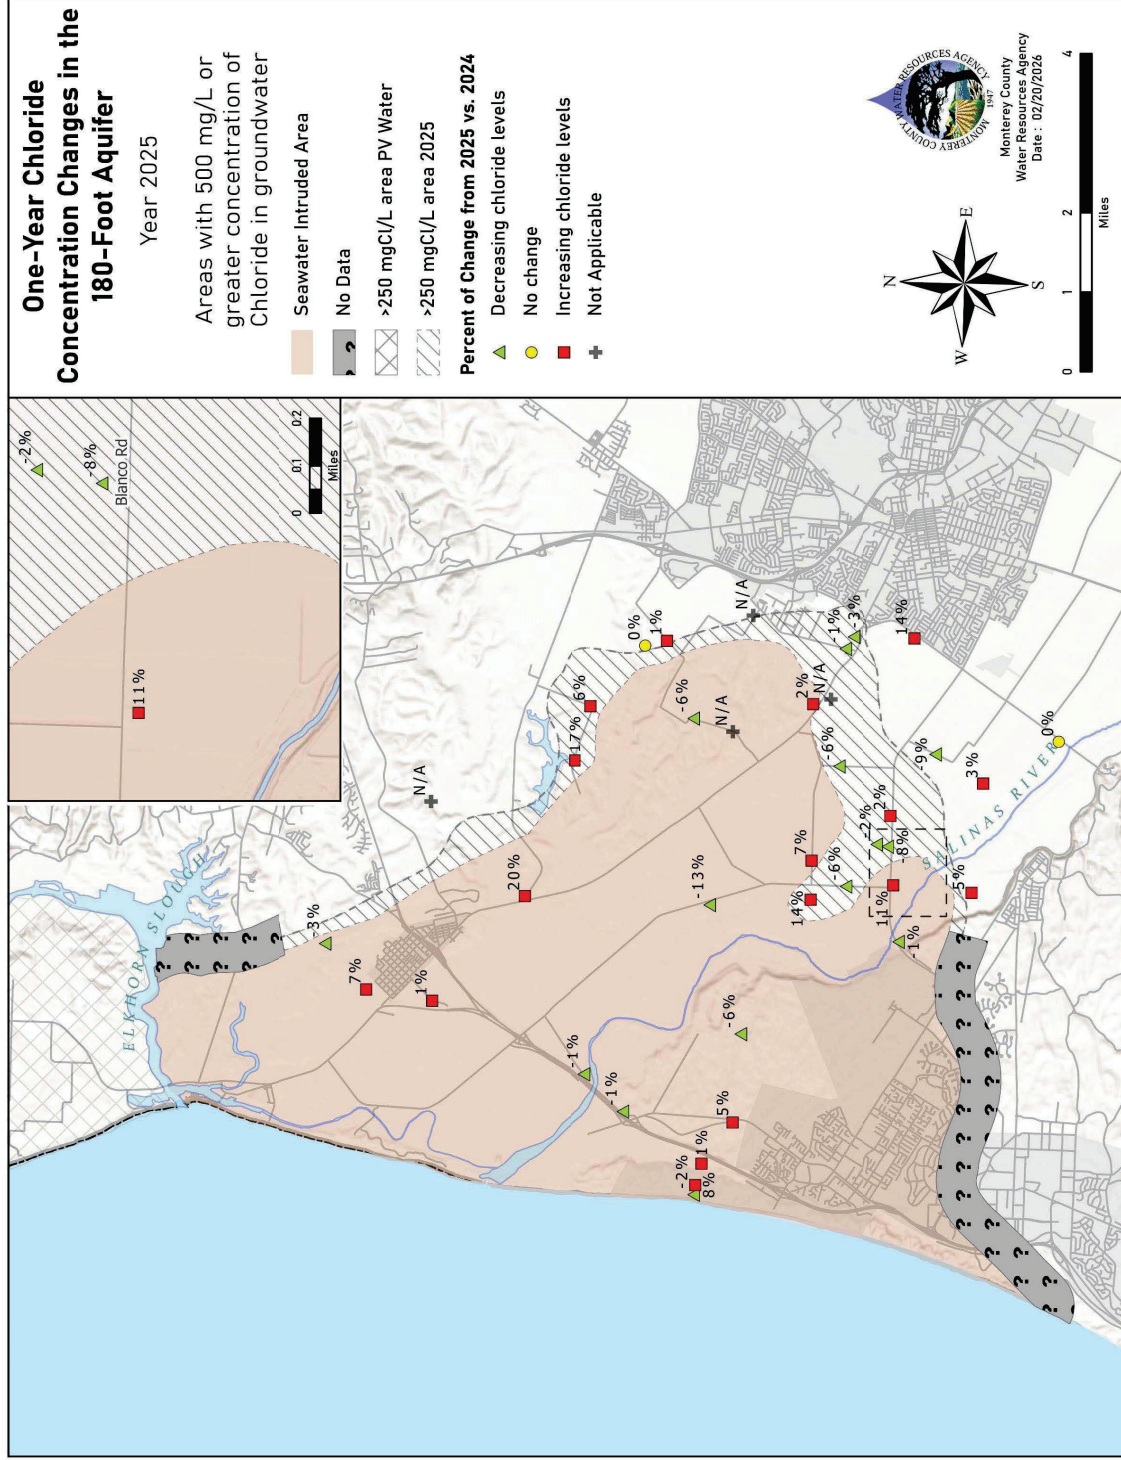 One-Year Chloride
Concentration Changes in the
180-Foot Aquifer
Year 2025
Areas with 500 mg/L or
greater concentration of
Chloride in groundwater
Seawater Intruded Area
? ?
No Data
>250 mgCl/L area PV Water
>250 mgCl/L area 2025
Percent of Change from 2025 vs. 2024
Decreasing chloride levels
No change
Increasing chloride levels
Not Applicable
N
W
E
S
MONTEREY COUNTY WATER RESOURCES AGENCY
1947
Monterey County
Water Resources Agency
Date : 02/20/2026
0
1
2
4
Miles
-2%
-8%
Blanco Rd
11%
0
0.1
0.2
Miles
ELKHORN SLOUGH
-3%
7%
1%
N/A
20%
17%
6%
0%
1%
-1%
-1%
-6%
N/A
N/A
-13%
-6%
5%
1%
-2%
8%
7%
14%
2%
N/A
-6%
-6%
-1%
-3%
14%
-2%
2%
-8%
11%
-1%
-9%
3%
5%
0%
SALINAS RIVER